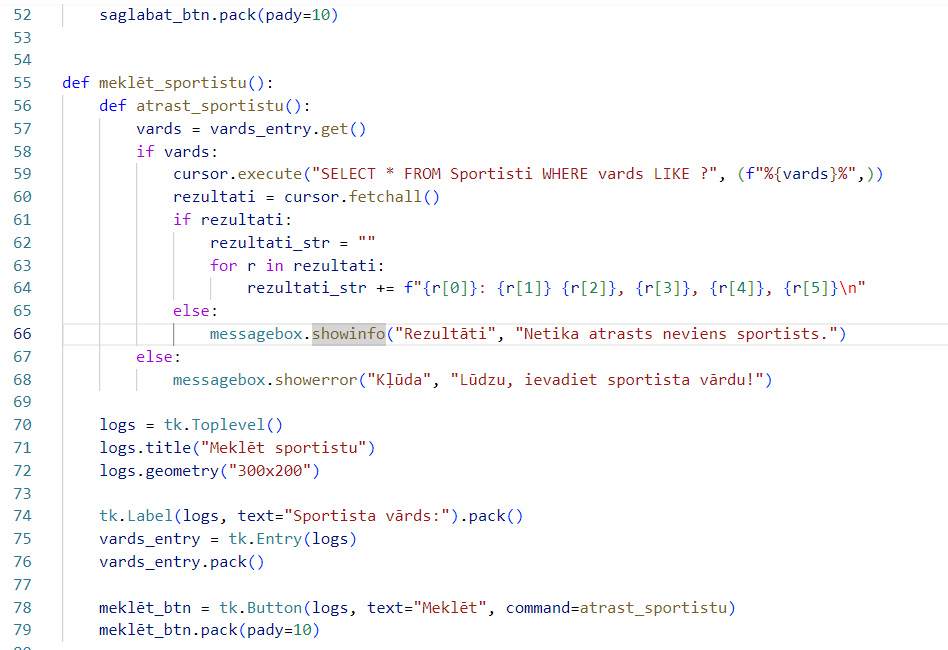 52 saglabat_btn.pack(pady=10)
53
54
55 def meklēt_sportistu():
56 def atrast_sportistu():
57 vards = vards_entry.get()
58 if vards:
59 cursor.execute("SELECT * FROM Sportisti WHERE vards LIKE ?", (f"%{vards}%",))
60 rezultati = cursor.fetchall()
61 if rezultati:
62 rezultati_str = ""
63 for r in rezultati:
64 rezultati_str += f"{r[0]}: {r[1]} {r[2]}, {r[3]}, {r[4]}, {r[5]}\n"
65 else:
66 messagebox.showinfo("Rezultāti", "Netika atrasts neviens sportists.")
67 else:
68 messagebox.showerror("Kļūda", "Lūdzu, ievadiet sportista vārdu!")
69
70 logs = tk.Toplevel()
71 logs.title("Meklēt sportistu")
72 logs.geometry("300x200")
73
74 tk.Label(logs, text="Sportista vārds:").pack()
75 vards_entry = tk.Entry(logs)
76 vards_entry.pack()
77
78 meklēt_btn = tk.Button(logs, text="Meklēt", command=atrast_sportistu)
79 meklēt_btn.pack(pady=10)